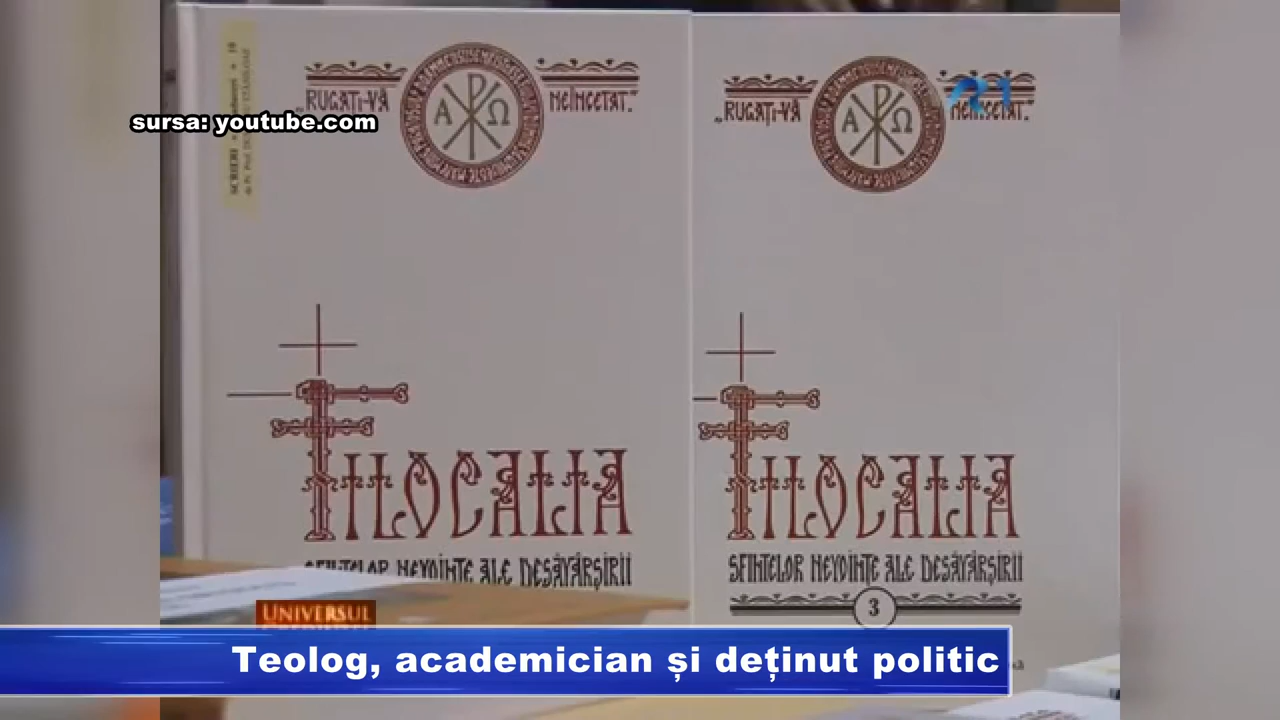 „RUGAȚI-VĂ NEÎNCETAT."
A Ω
„RUGAȚI-VĂ NEÎNCETAT."
A Ω
sursa: youtube.com
SCRIERI
FILOCALIA
SFINTELOR NEVOINȚE ALE DESĂVÂRȘIRII
FILOCALIA
SFINTELOR NEVOINȚE ALE DESĂVÂRȘIRII
3
UNIVERSUL
Teolog, academician și deținut politic